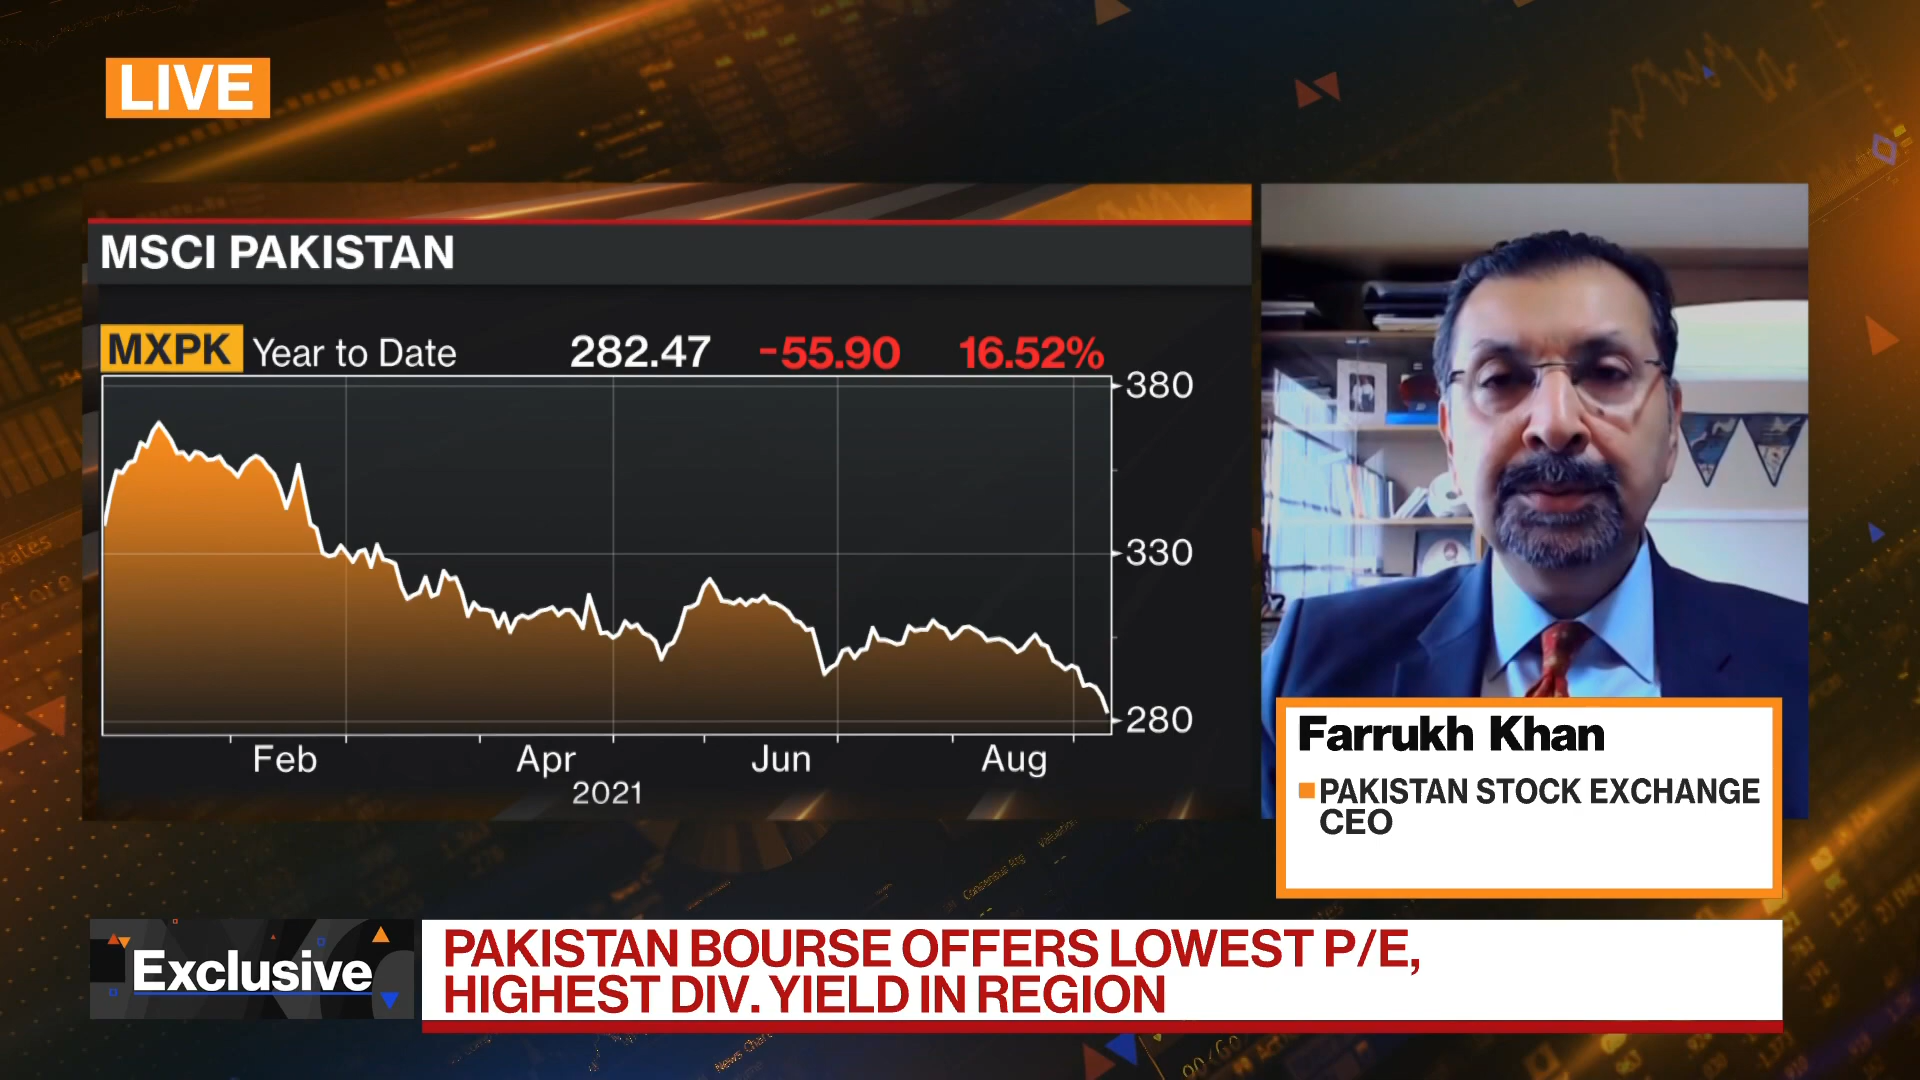 LIVE
MSCI PAKISTAN
MXPK Year to Date 282.47 -55.90 16.52%
380
330
280
Feb Apr Jun Aug
2021
Farrukh Khan
PAKISTAN STOCK EXCHANGE
CEO
Exclusive
PAKISTAN BOURSE OFFERS LOWEST P/E,
HIGHEST DIV. YIELD IN REGION